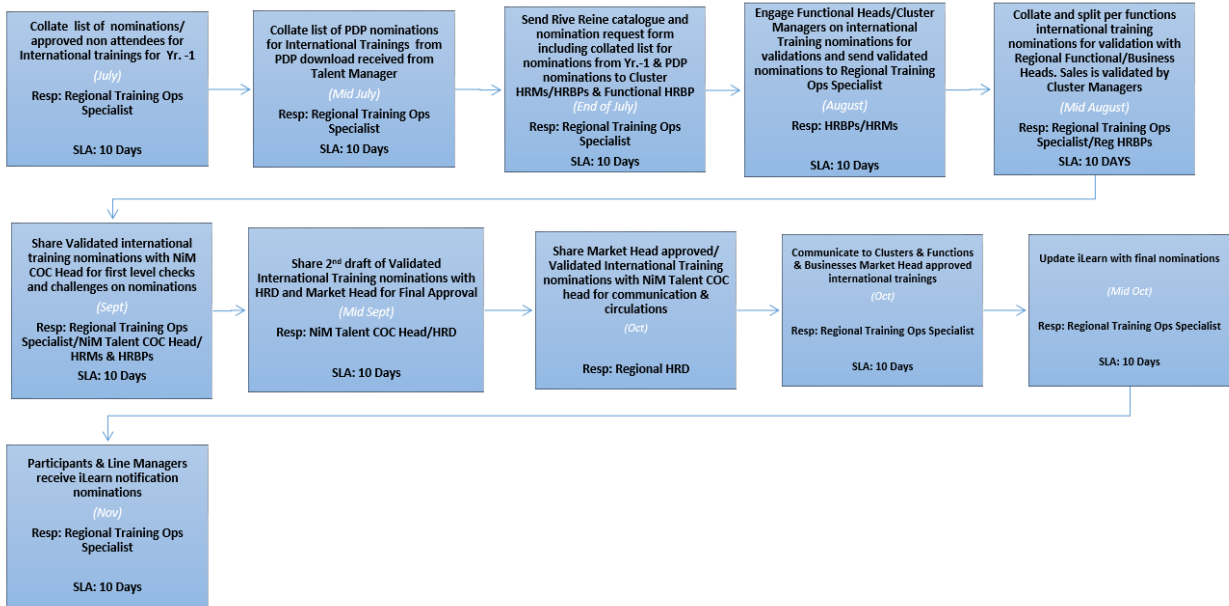 Collate list of nominations/
approved non attendees for
International trainings for Yr. -1
(July)
Resp: Regional Training Ops
Specialist
SLA: 10 Days
Collate list of PDP nominations
for International Trainings from
PDP download received from
Talent Manager
(Mid July)
Resp: Regional Training Ops
Specialist
SLA: 10 Days
Send Rive Reine catalogue and
nomination request form
including collated list for
nominations from Yr.-1 & PDP
nominations to Cluster
HRMs/HRBPs & Functional HRBP
(End of July)
Resp: Regional Training Ops
Specialist
SLA: 10 Days
Engage Functional Heads/Cluster
Managers on international
Training nominations for
validations and send validated
nominations to Regional Training
Ops Specialist
(August)
Resp: HRBPs/HRMs
SLA: 10 Days
Collate and split per functions
international training
nominations for validation with
Regional Functional/Business
Heads. Sales is validated by
Cluster Managers
(Mid August)
Resp: Regional Training Ops
Specialist/Reg HRBPs
SLA: 10 DAYS
Share Validated international
training nominations with NiM
COC Head for first level checks
and challenges on nominations
(Sept)
Resp: Regional Training Ops
Specialist/NiM Talent COC Head/
HRMs & HRBPs
SLA: 10 Days
Share 2nd draft of Validated
International Training nominations with
HRD and Market Head for Final Approval
(Mid Sept)
Resp: NiM Talent COC Head/HRD
SLA: 10 Days
Share Market Head approved/
Validated International Training
nominations with NiM Talent COC
head for communication &
circulations
(Oct)
Resp: Regional HRD
Communicate to Clusters & Functions
& Businesses Market Head approved
international trainings
(Oct)
Resp: Regional Training Ops Specialist
SLA: 10 Days
Update iLearn with final nominations
(Mid Oct)
Resp: Regional Training Ops Specialist
SLA: 10 Days
Participants & Line Managers
receive iLearn notification
nominations
(Nov)
Resp: Regional Training Ops
Specialist
SLA: 10 Days